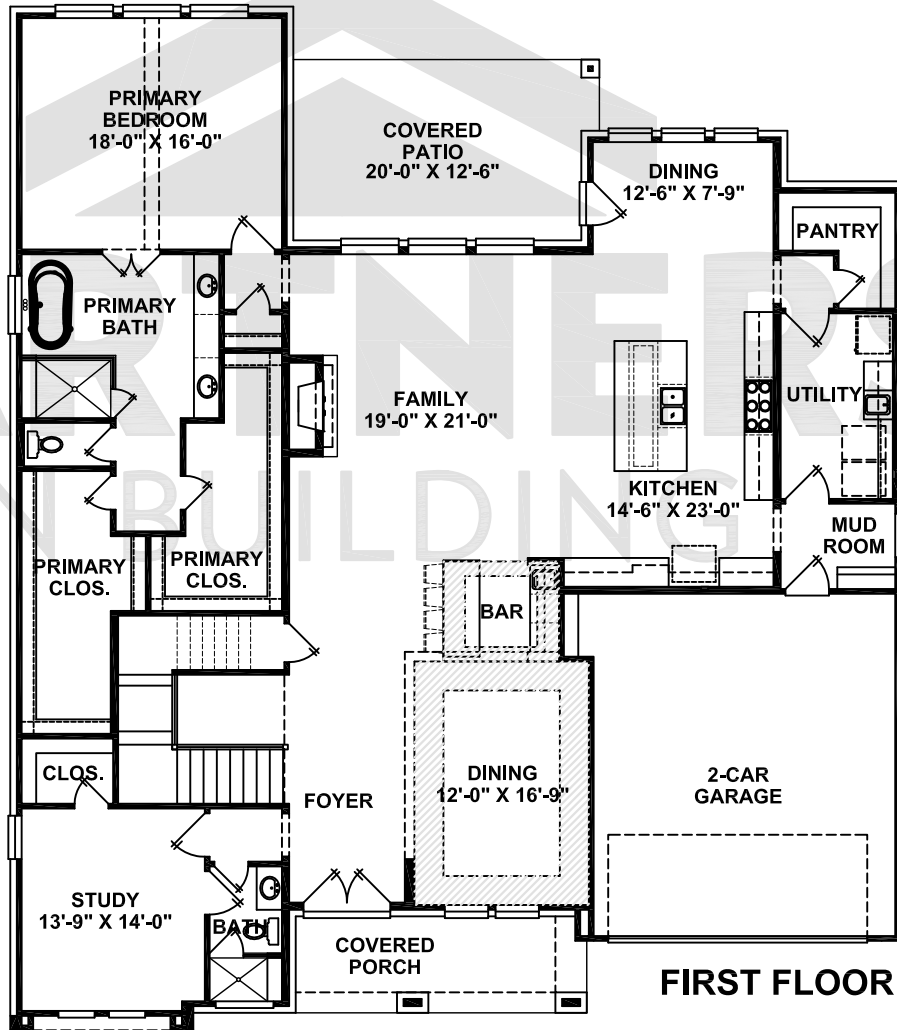 PRIMARY
BEDROOM
18'-0" X 16'-0"
COVERED
PATIO
20'-0" X 12'-6"
DINING
12'-6" X 7'-9"
PANTRY
PRIMARY
BATH
FAMILY
19'-0" X 21'-0"
UTILITY
KITCHEN
14'-6" X 23'-0"
MUD
ROOM
PRIMARY
CLOS.
PRIMARY
CLOS.
BAR
CLOS.
FOYER
DINING
12'-0" X 16'-9"
2-CAR
GARAGE
STUDY
13'-9" X 14'-0"
BATH
COVERED
PORCH
FIRST FLOOR
ARTNERS
N BUILDING